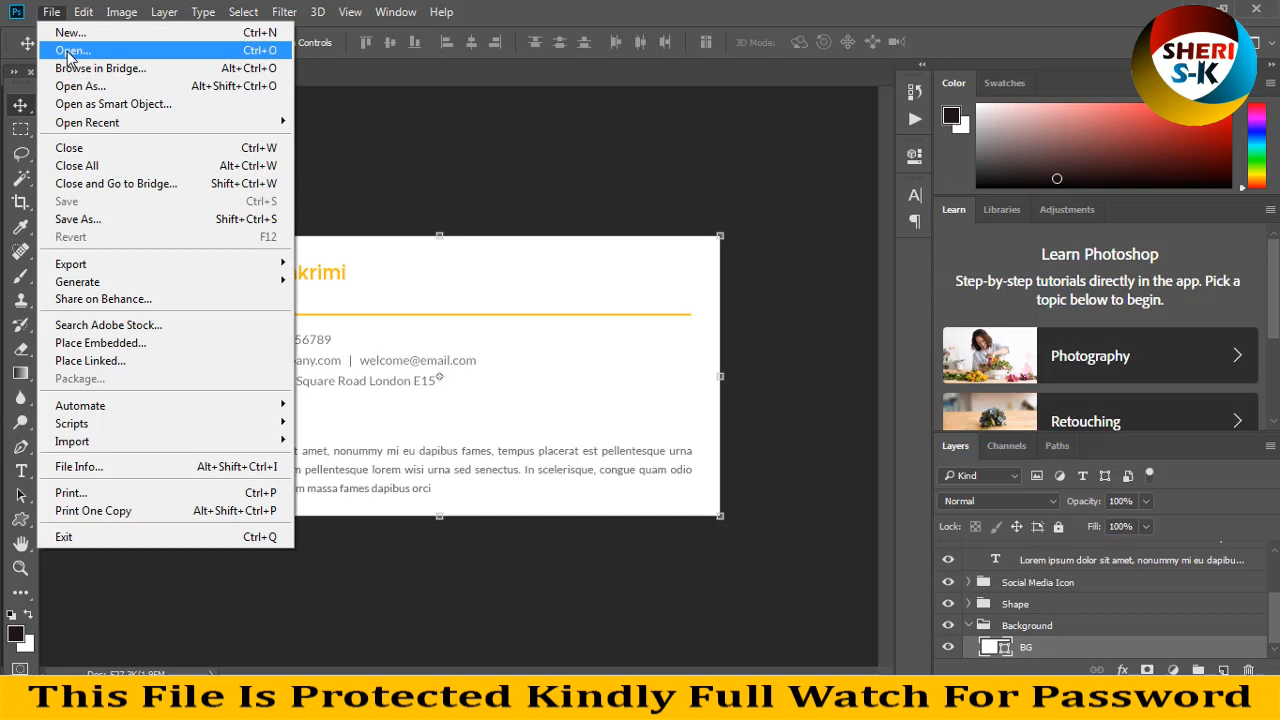 Ps File Edit Image Layer Type Select Filter 3D View Window Help
New... Ctrl+N
Open... Ctrl+O
Browse in Bridge... Alt+Ctrl+O
Open As... Alt+Shift+Ctrl+O
Open as Smart Object...
Open Recent
Close Ctrl+W
Close All Alt+Ctrl+W
Close and Go to Bridge... Shift+Ctrl+W
Save Ctrl+S
Save As... Shift+Ctrl+S
Revert F12
Export
Generate
Share on Behance...
Search Adobe Stock...
Place Embedded...
Place Linked...
Package...
Automate
Scripts
Import
File Info... Alt+Shift+Ctrl+I
Print... Ctrl+P
Print One Copy Alt+Shift+Ctrl+P
Exit Ctrl+Q
Controls
3D Mode:
krimi
56789
any.com | welcome@email.com
Square Road London E15
t amet, nonummy mi eu dapibus fames, tempus placerat est pellentesque urna
pellentesque lorem wisi urna sed senectus. In scelerisque, congue quam odio
m massa fames dapibus orci
SHERI
S-K
Color Swatches
Learn Libraries Adjustments
Learn Photoshop
Step-by-step tutorials directly in the app. Pick a
topic below to begin.
Photography
Retouching
Layers Channels Paths
Kind
Normal Opacity: 100%
Lock: Fill: 100%
T Lorem ipsum dolor sit amet, nonummy mi eu dapibu...
Social Media Icon
Shape
Background
BG
This File Is Protected Kindly Full Watch For Password